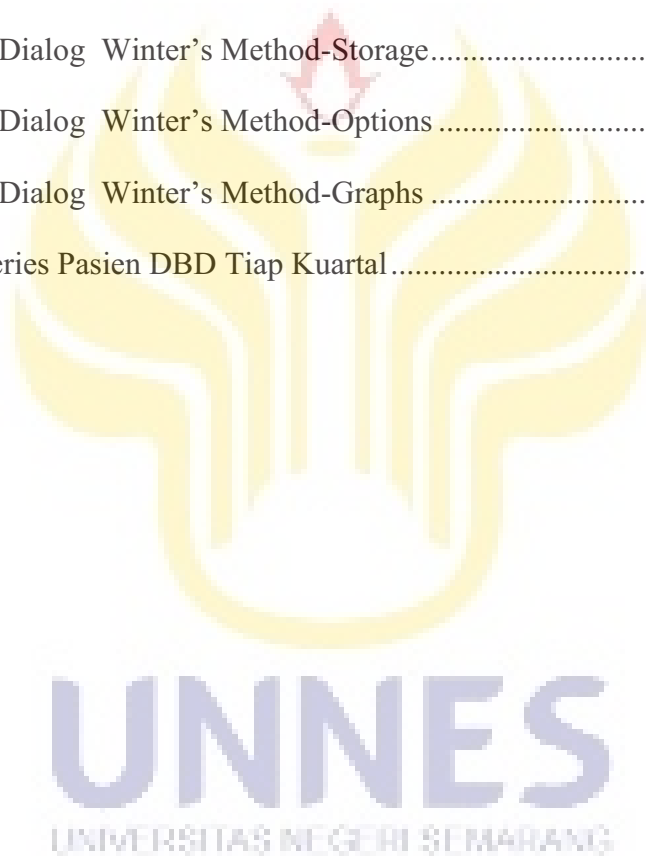 Dialog Winter's Method-Storage..........................
Dialog Winter's Method-Options .........................
Dialog Winter's Method-Graphs ..........................
eries Pasien DBD Tiap Kuartal..............................
UNNES
UNIVERSITAS NEGERI SEMARANG